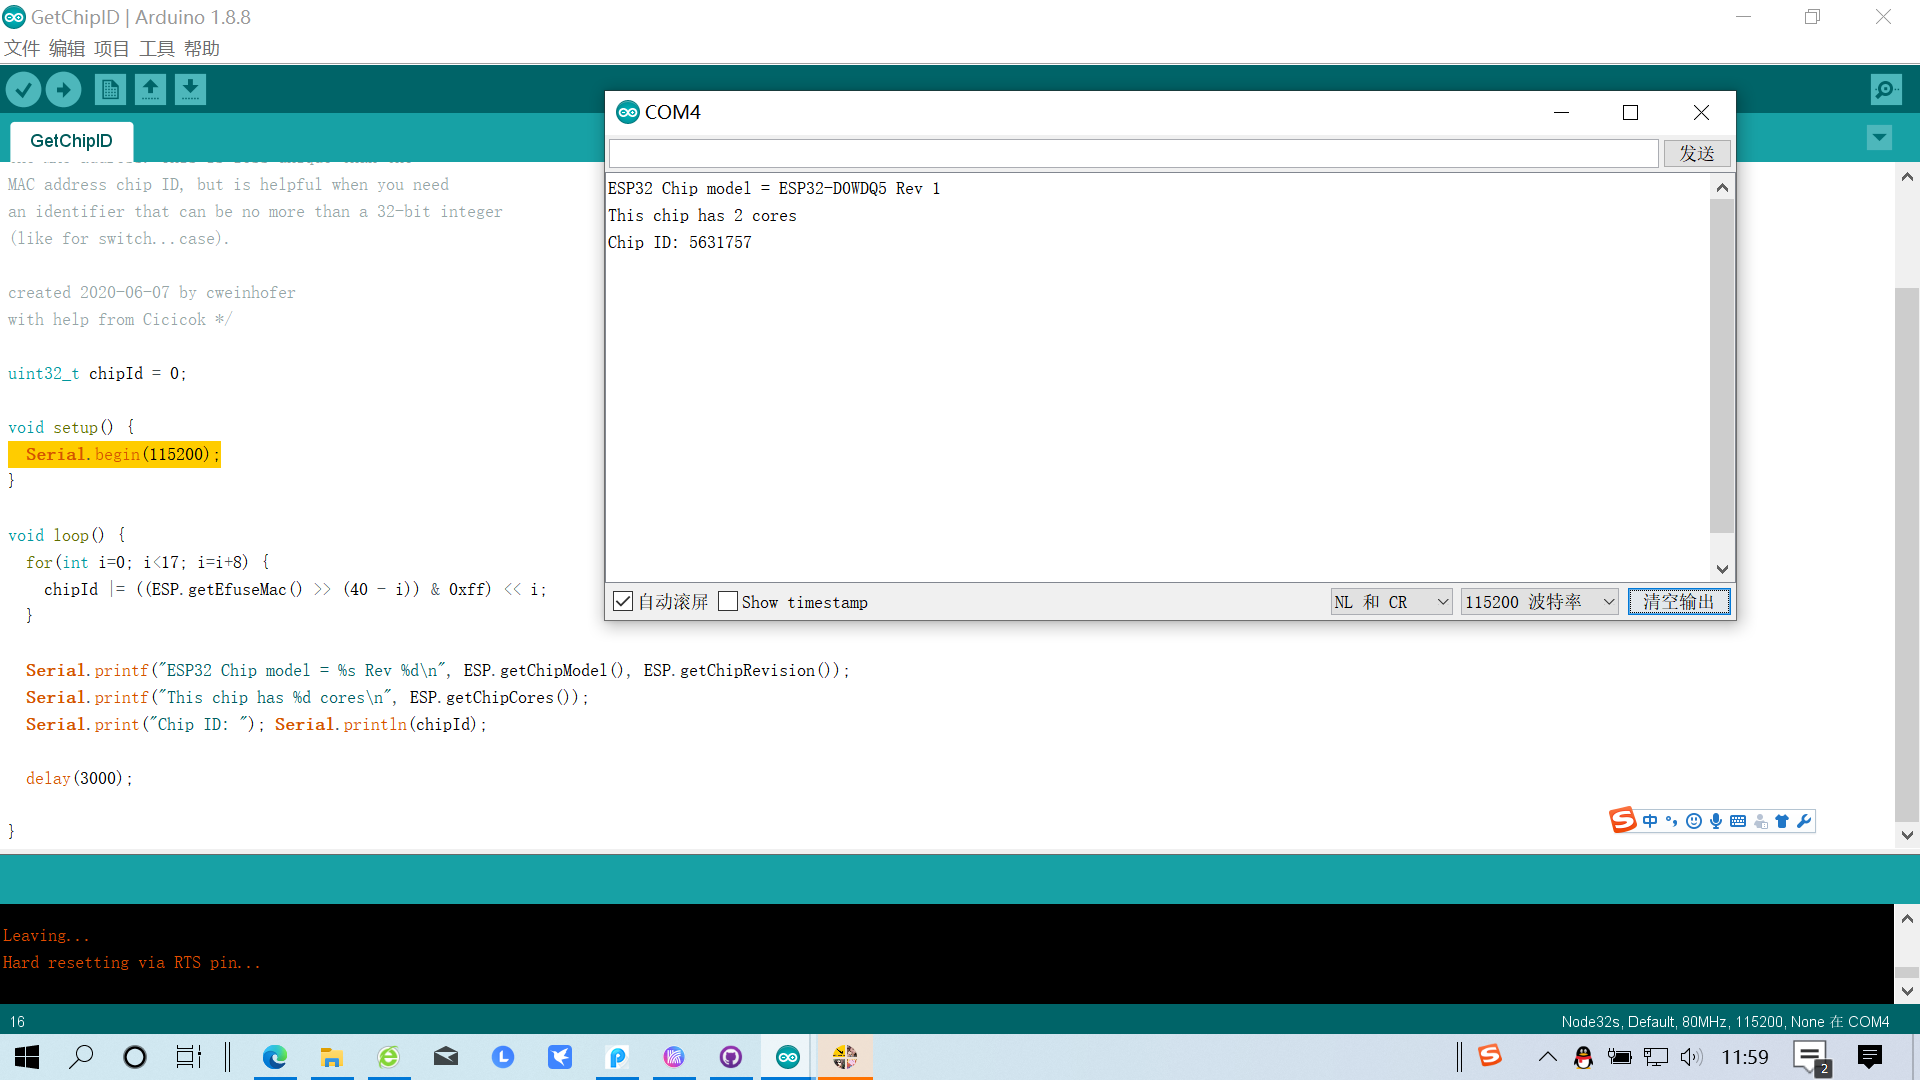 GetChipID | Arduino 1.8.8
文件 编辑 项目 工具 帮助
GetChipID
MAC address chip ID, but is helpful when you need
an identifier that can be no more than a 32-bit integer
(like for switch...case).
created 2020-06-07 by cweinhofer
with help from Cicicok */
uint32_t chipId = 0;
void setup() {
Serial.begin(115200);
}
void loop() {
for(int i=0; i<17; i=i+8) {
chipId |= ((ESP.getEfuseMac() >> (40 - i)) & 0xff) << i;
}
Serial.printf("ESP32 Chip model = %s Rev %d\n", ESP.getChipModel(), ESP.getChipRevision());
Serial.printf("This chip has %d cores\n", ESP.getChipCores());
Serial.print("Chip ID: "); Serial.println(chipId);
delay(3000);
}
COM4
发送
ESP32 Chip model = ESP32-D0WDQ5 Rev 1
This chip has 2 cores
Chip ID: 5631757
自动滚屏 Show timestamp
NL 和 CR
115200 波特率
清空输出
中
Leaving...
Hard resetting via RTS pin...
16
Node32s, Default, 80MHz, 115200, None 在 COM4
11:59
2